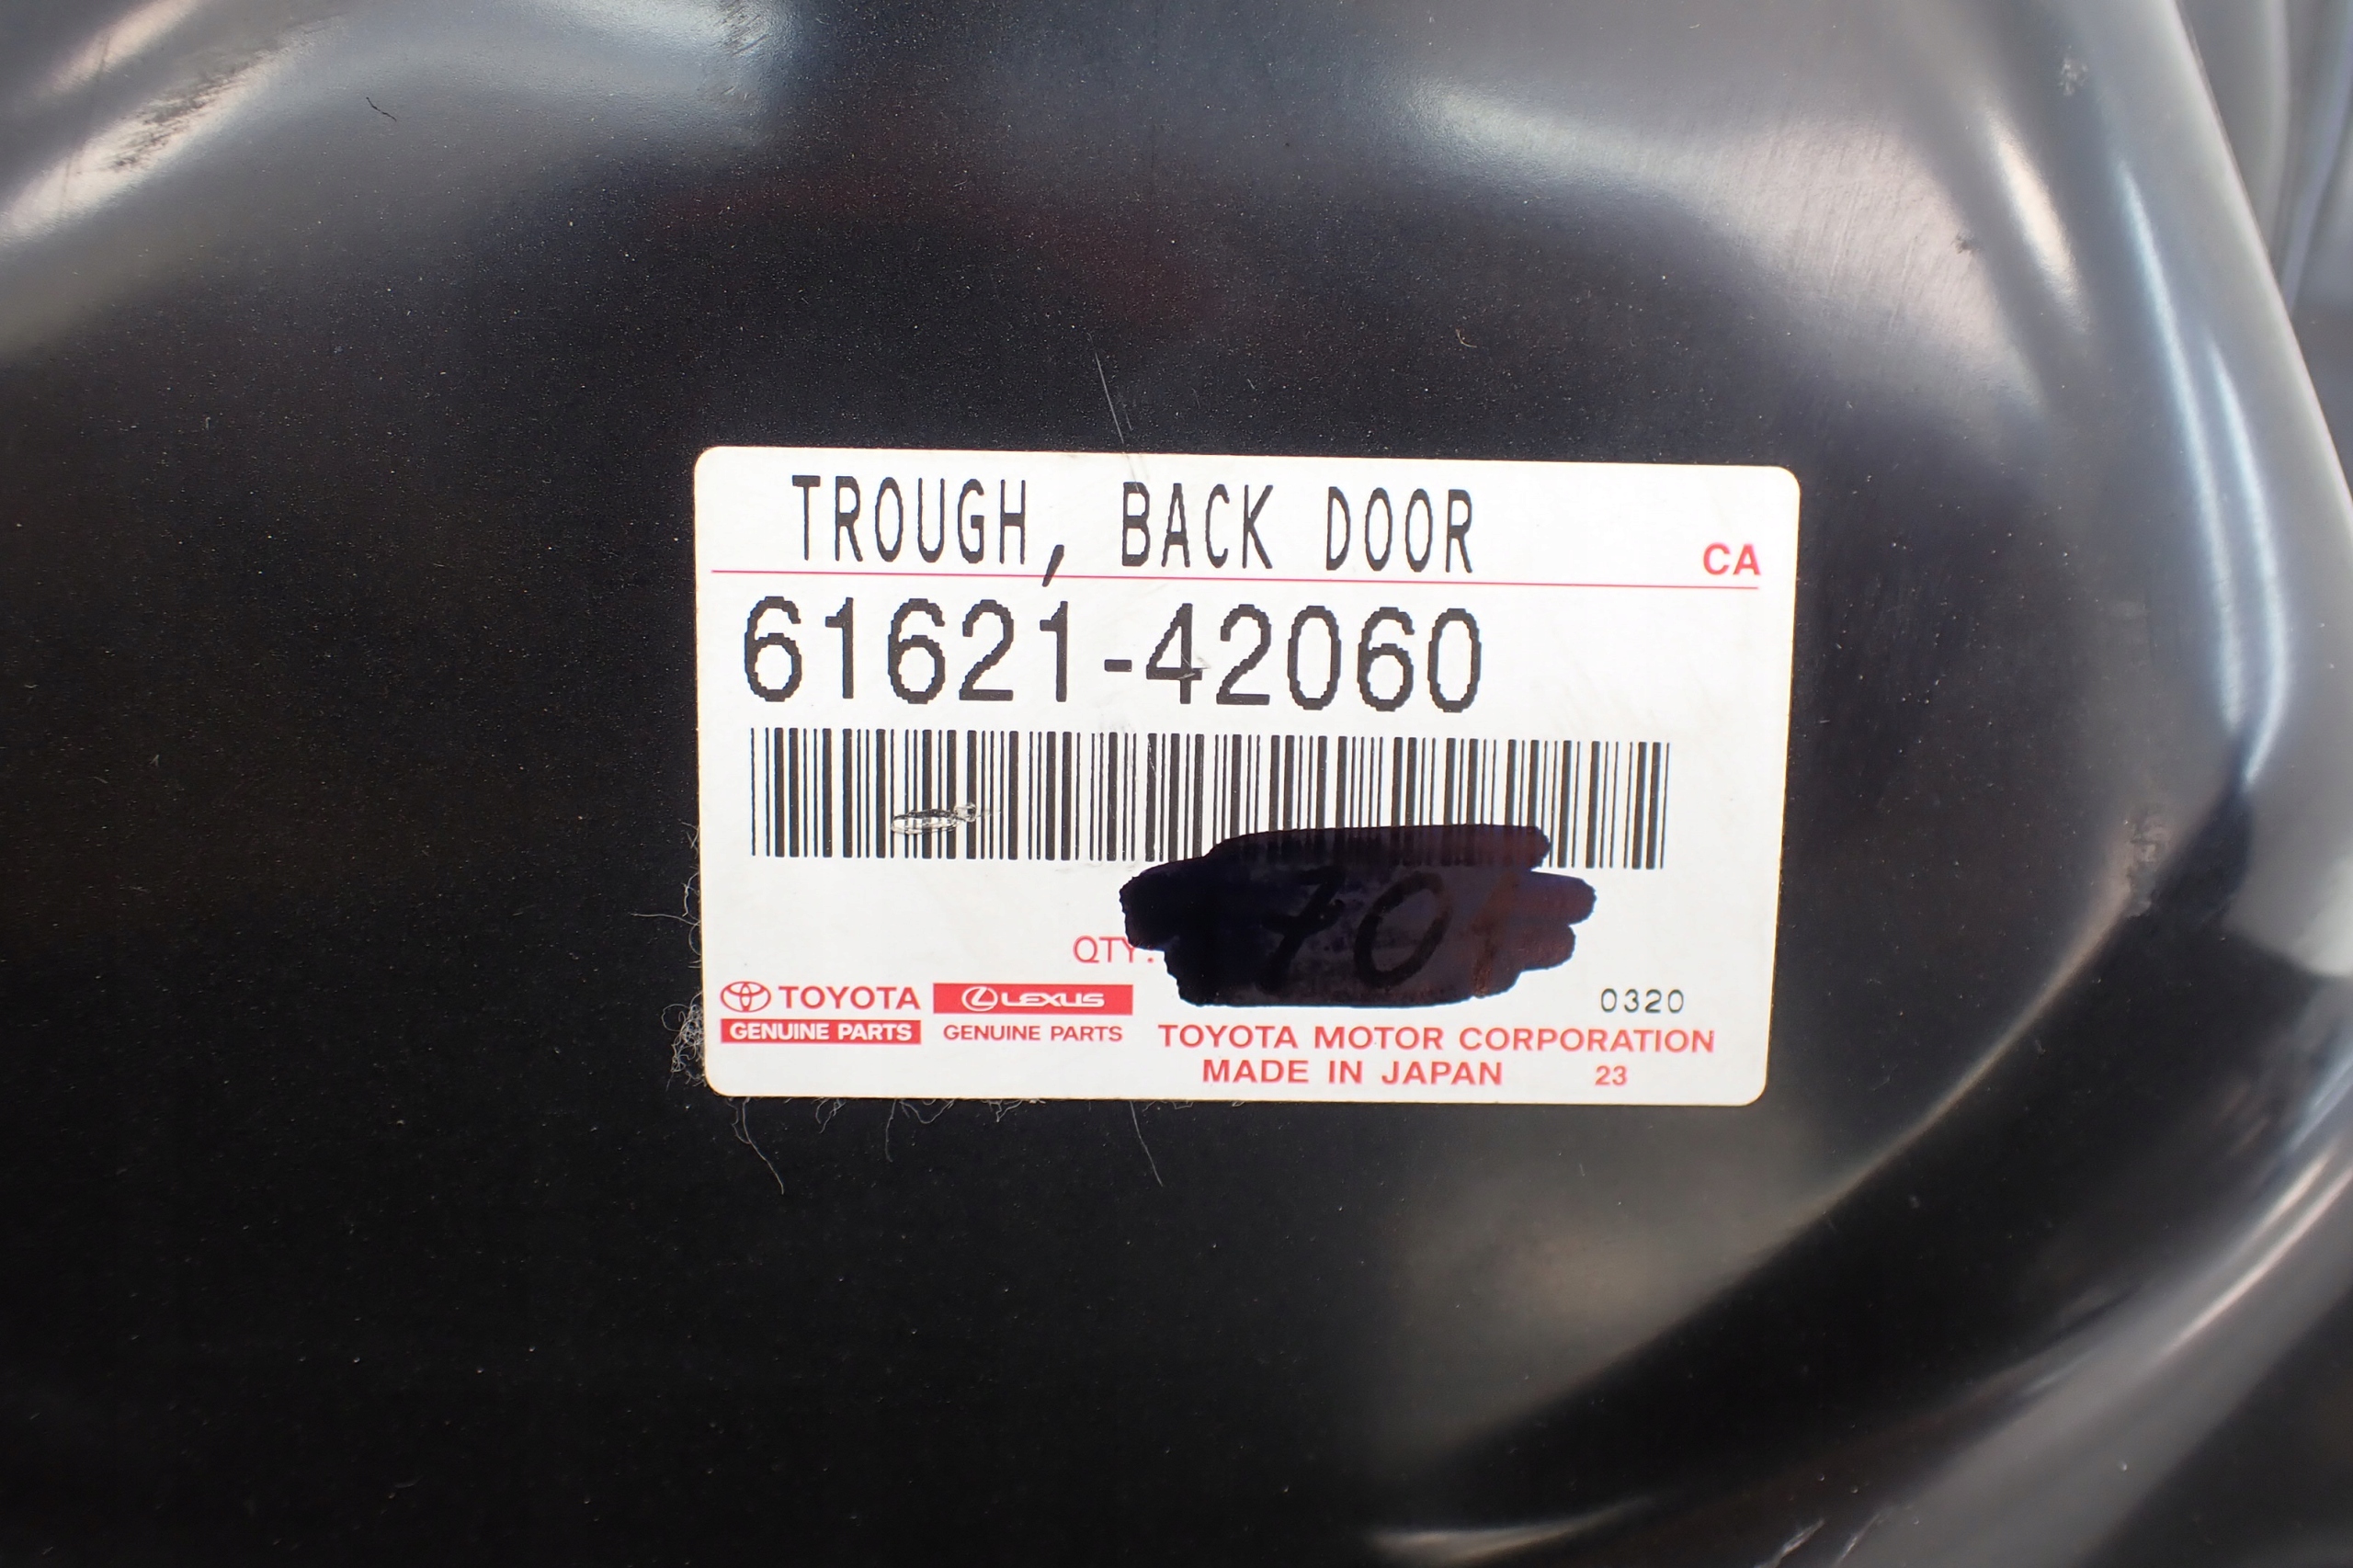 TROUGH, BACK DOOR
CA
61621-42060
70
QTY.
TOYOTA
GENUINE PARTS
LEXUS
GENUINE PARTS
0320
TOYOTA MOTOR CORPORATION
MADE IN JAPAN 23